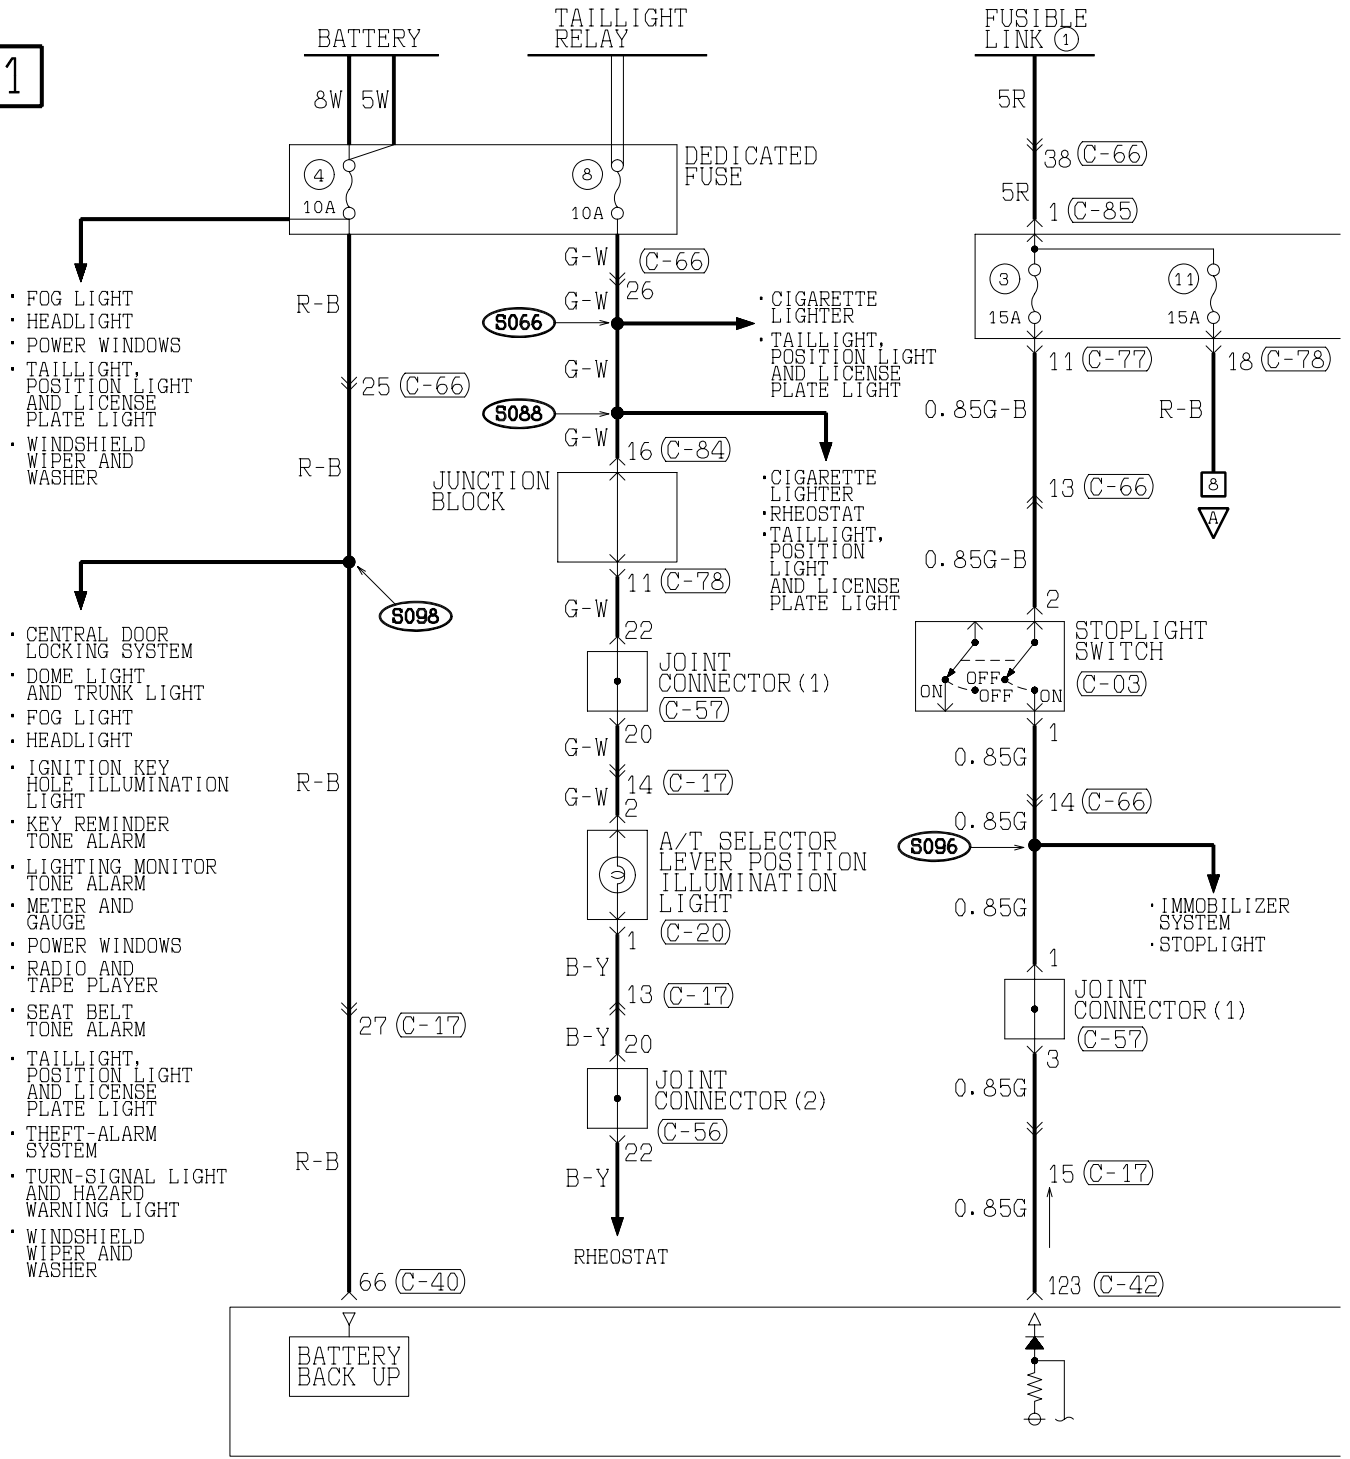 1
BATTERY
8W 5W
4
10A
· FOG LIGHT
· HEADLIGHT
· POWER WINDOWS
· TAILLIGHT,
POSITION LIGHT
AND LICENSE
PLATE LIGHT
· WINDSHIELD
WIPER AND
WASHER
R-B
25 (C-66)
R-B
S098
· CENTRAL DOOR
LOCKING SYSTEM
· DOME LIGHT
AND TRUNK LIGHT
· FOG LIGHT
· HEADLIGHT
· IGNITION KEY
HOLE ILLUMINATION
LIGHT
· KEY REMINDER
TONE ALARM
· LIGHTING MONITOR
TONE ALARM
· METER AND
GAUGE
· POWER WINDOWS
· RADIO AND
TAPE PLAYER
· SEAT BELT
TONE ALARM
· TAILLIGHT,
POSITION LIGHT
AND LICENSE
PLATE LIGHT
· THEFT-ALARM
SYSTEM
· TURN-SIGNAL LIGHT
AND HAZARD
WARNING LIGHT
· WINDSHIELD
WIPER AND
WASHER
R-B
27 (C-17)
R-B
66 (C-40)
BATTERY
BACK UP
TAILLIGHT
RELAY
8
10A
DEDICATED
FUSE
G-W (C-66)
26
G-W
S066
· CIGARETTE
LIGHTER
· TAILLIGHT,
POSITION LIGHT
AND LICENSE
PLATE LIGHT
G-W
S088
G-W
16 (C-84)
· CIGARETTE
LIGHTER
· RHEOSTAT
· TAILLIGHT,
POSITION
LIGHT
AND LICENSE
PLATE LIGHT
JUNCTION
BLOCK
11 (C-78)
G-W
22
JOINT
CONNECTOR(1)
(C-57)
20
G-W
14 (C-17)
G-W
2
A/T SELECTOR
LEVER POSITION
ILLUMINATION
LIGHT
(C-20)
1
B-Y
13 (C-17)
B-Y
20
JOINT
CONNECTOR(2)
(C-56)
22
B-Y
RHEOSTAT
FUSIBLE
LINK 1
5R
38 (C-66)
5R
1 (C-85)
3
15A
11
15A
11 (C-77)
18 (C-78)
0.85G-B
R-B
13 (C-66)
8
A
0.85G-B
2
STOPLIGHT
SWITCH
(C-03)
ON OFF
OFF ON
1
0.85G
14 (C-66)
0.85G
S096
· IMMOBILIZER
SYSTEM
· STOPLIGHT
0.85G
1
JOINT
CONNECTOR(1)
(C-57)
3
0.85G
15 (C-17)
0.85G
123 (C-42)